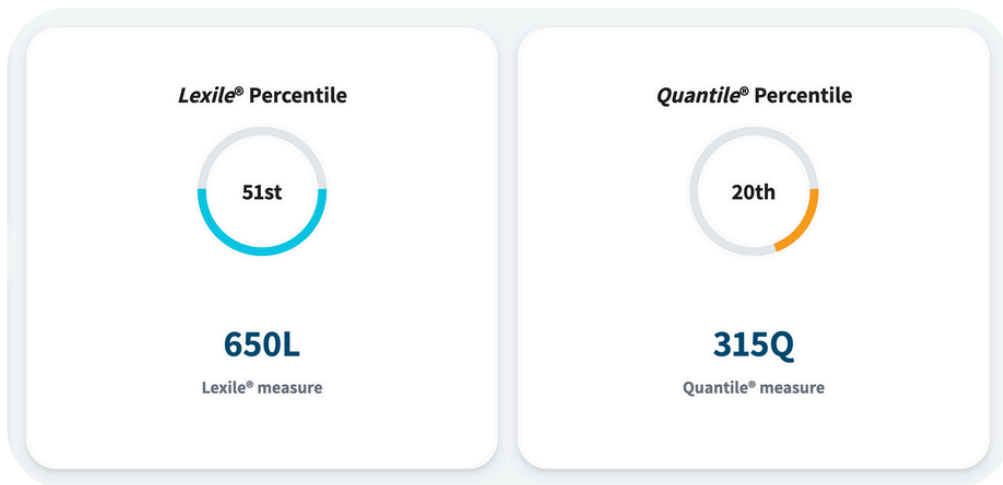 Lexile® Percentile
51st
650L
Lexile® measure
Quantile® Percentile
20th
315Q
Quantile® measure